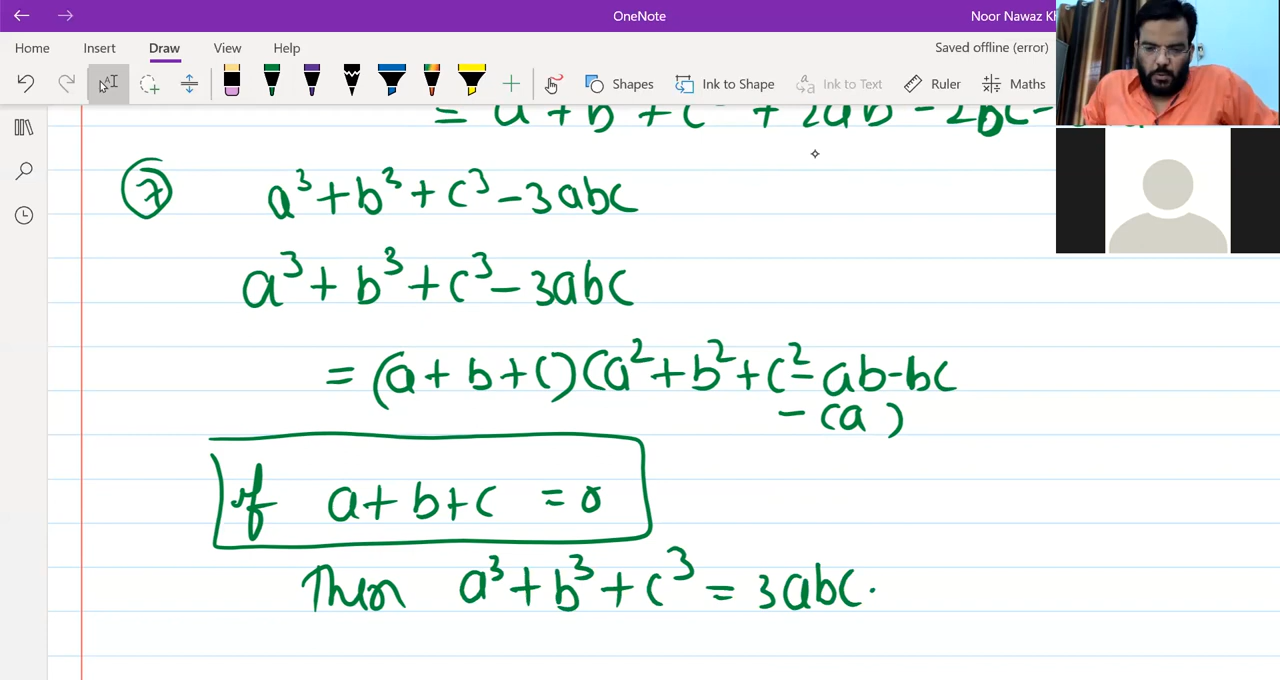 OneNote
Noor Nawaz
Home Insert Draw View Help
Saved offline (error)
Shapes Ink to Shape Ink to Text Ruler Maths
= a + b + c + 2ab - 2bc -
7 a³ + b³ + c³ - 3abc
a³ + b³ + c³ - 3abc
= (a + b + c) (a² + b² + c² - ab - bc
- ca)
If a + b + c = 0
Then a³ + b³ + c³ = 3abc.